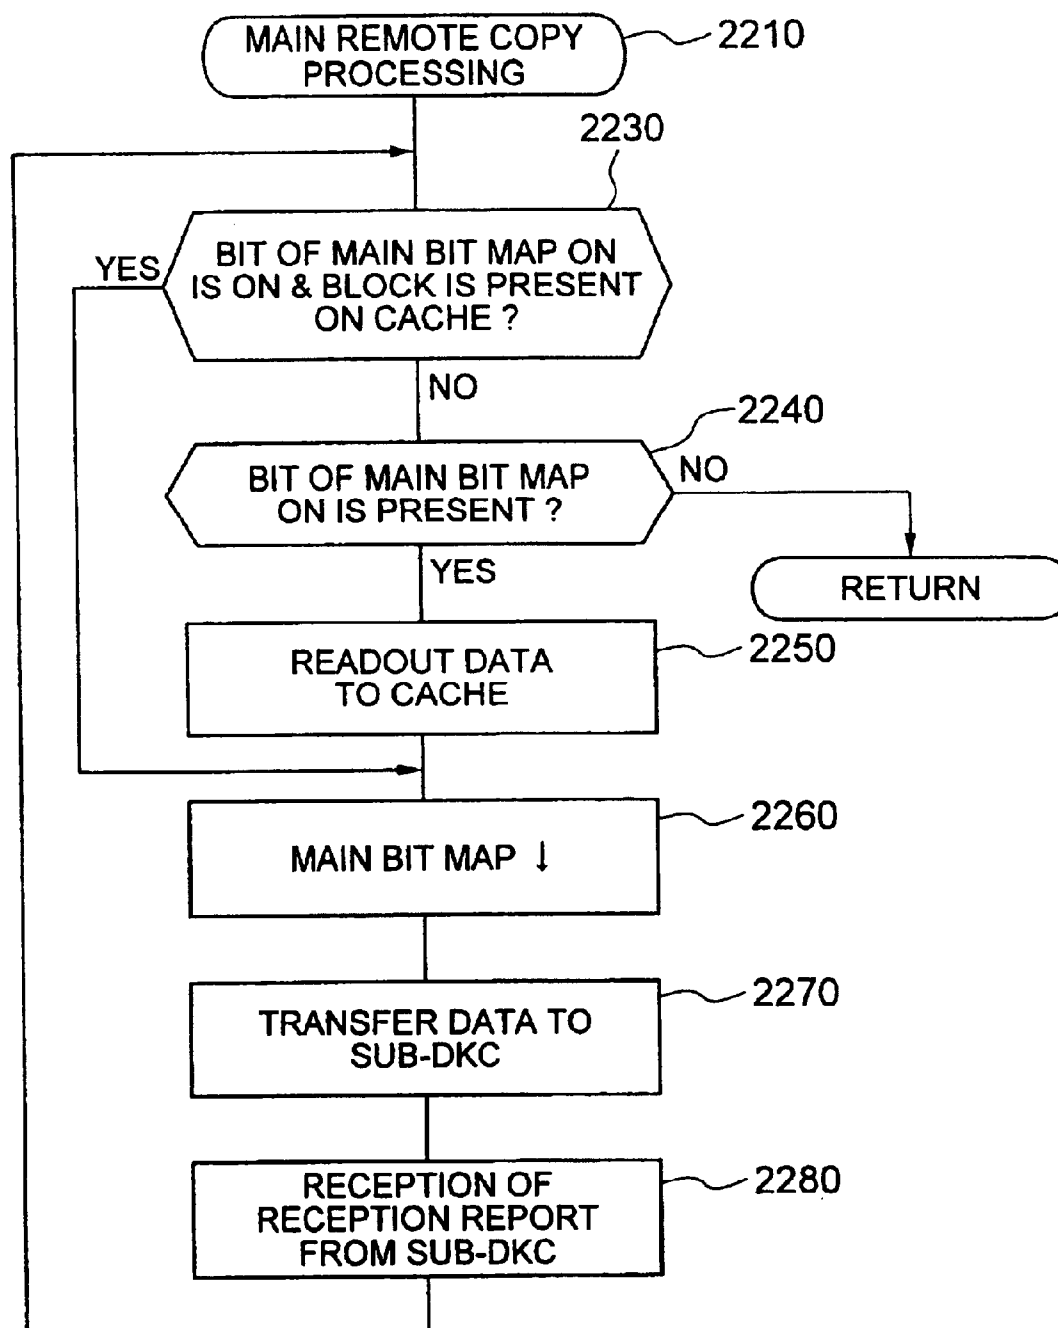 MAIN REMOTE COPY
PROCESSING
2210
2230
BIT OF MAIN BIT MAP ON
IS ON & BLOCK IS PRESENT
ON CACHE ?
YES
NO
2240
BIT OF MAIN BIT MAP
ON IS PRESENT ?
NO
YES
RETURN
READOUT DATA
TO CACHE
2250
MAIN BIT MAP ↓
2260
TRANSFER DATA TO
SUB-DKC
2270
RECEPTION OF
RECEPTION REPORT
FROM SUB-DKC
2280